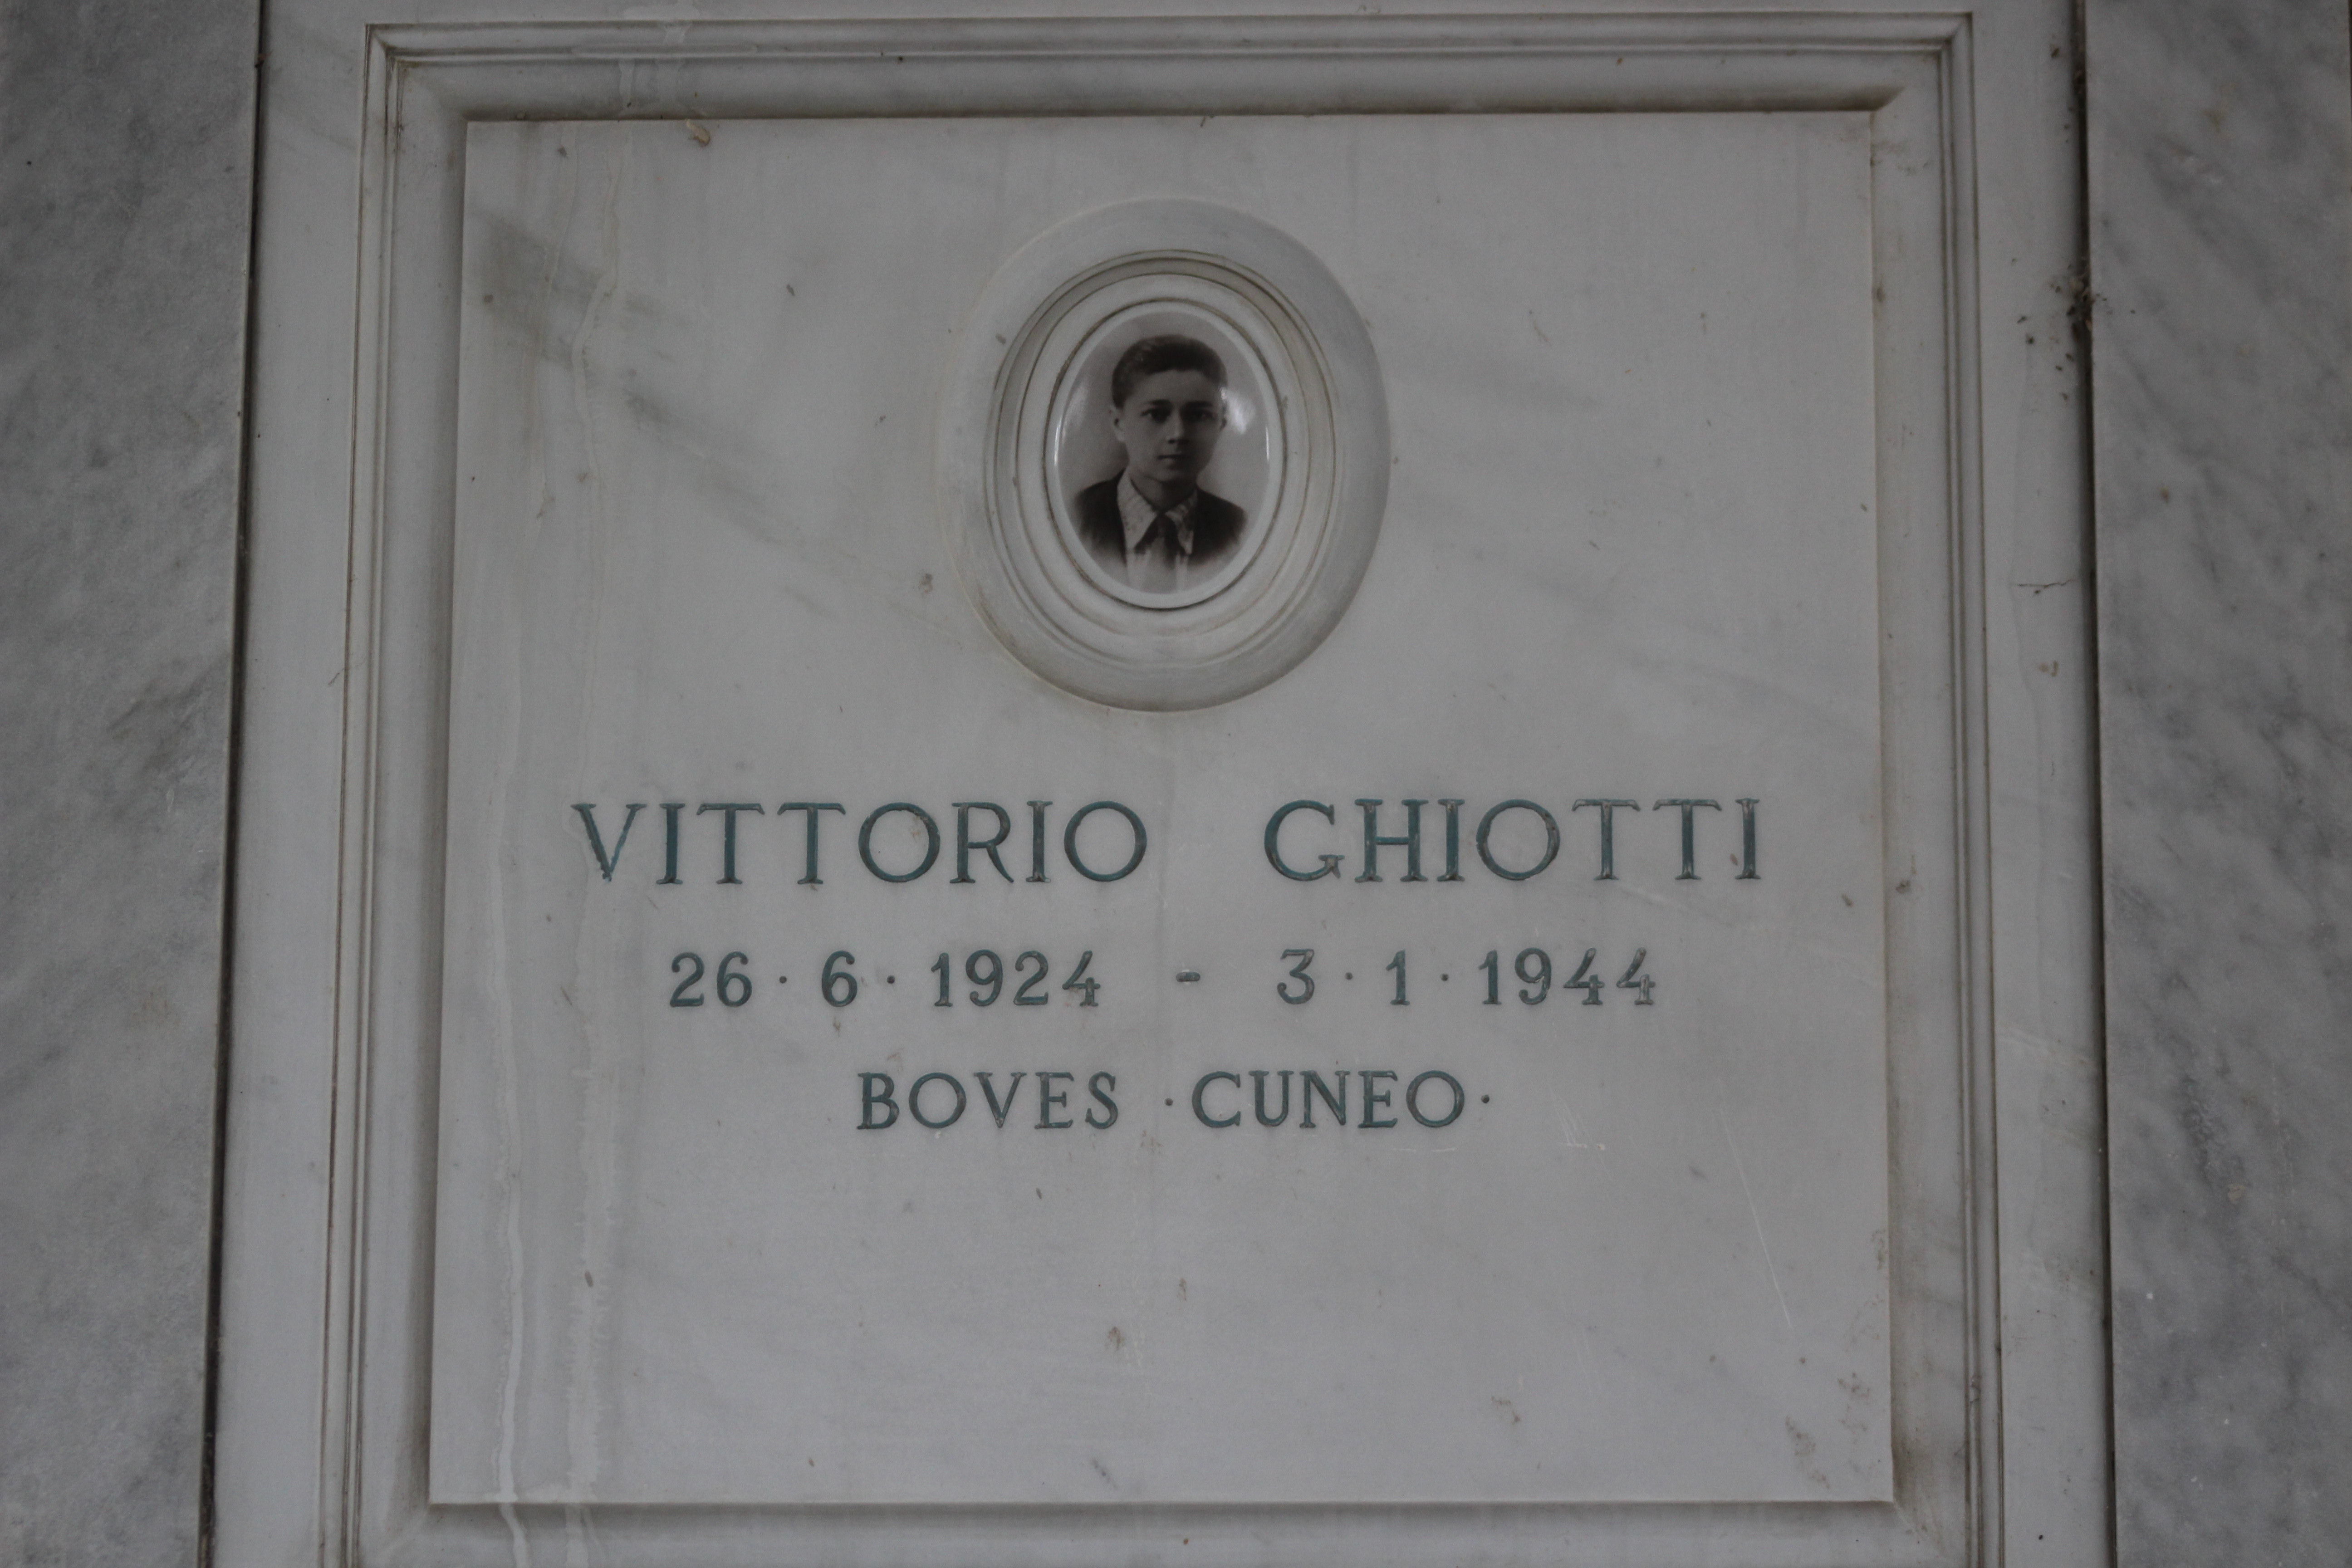 VITTORIO GHIOTTI
26 · 6 · 1924 - 3 · 1 · 1944
BOVES · CUNEO ·